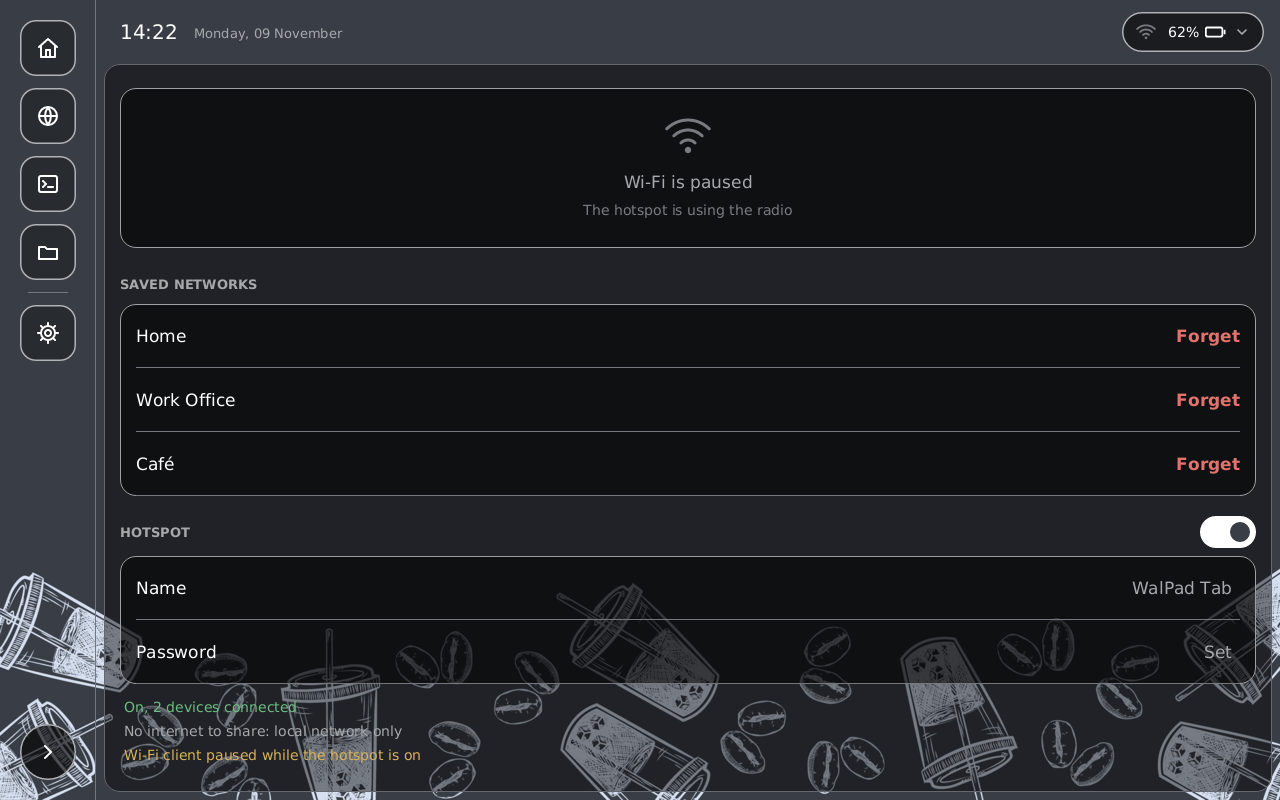 14:22 Monday, 09 November 62%
Wi-Fi is paused
The hotspot is using the radio
SAVED NETWORKS
Home Forget
Work Office Forget
Café Forget
HOTSPOT
Name WalPad Tab
Password Set
On, 2 devices connected
No internet to share: local network only
Wi-Fi client paused while the hotspot is on